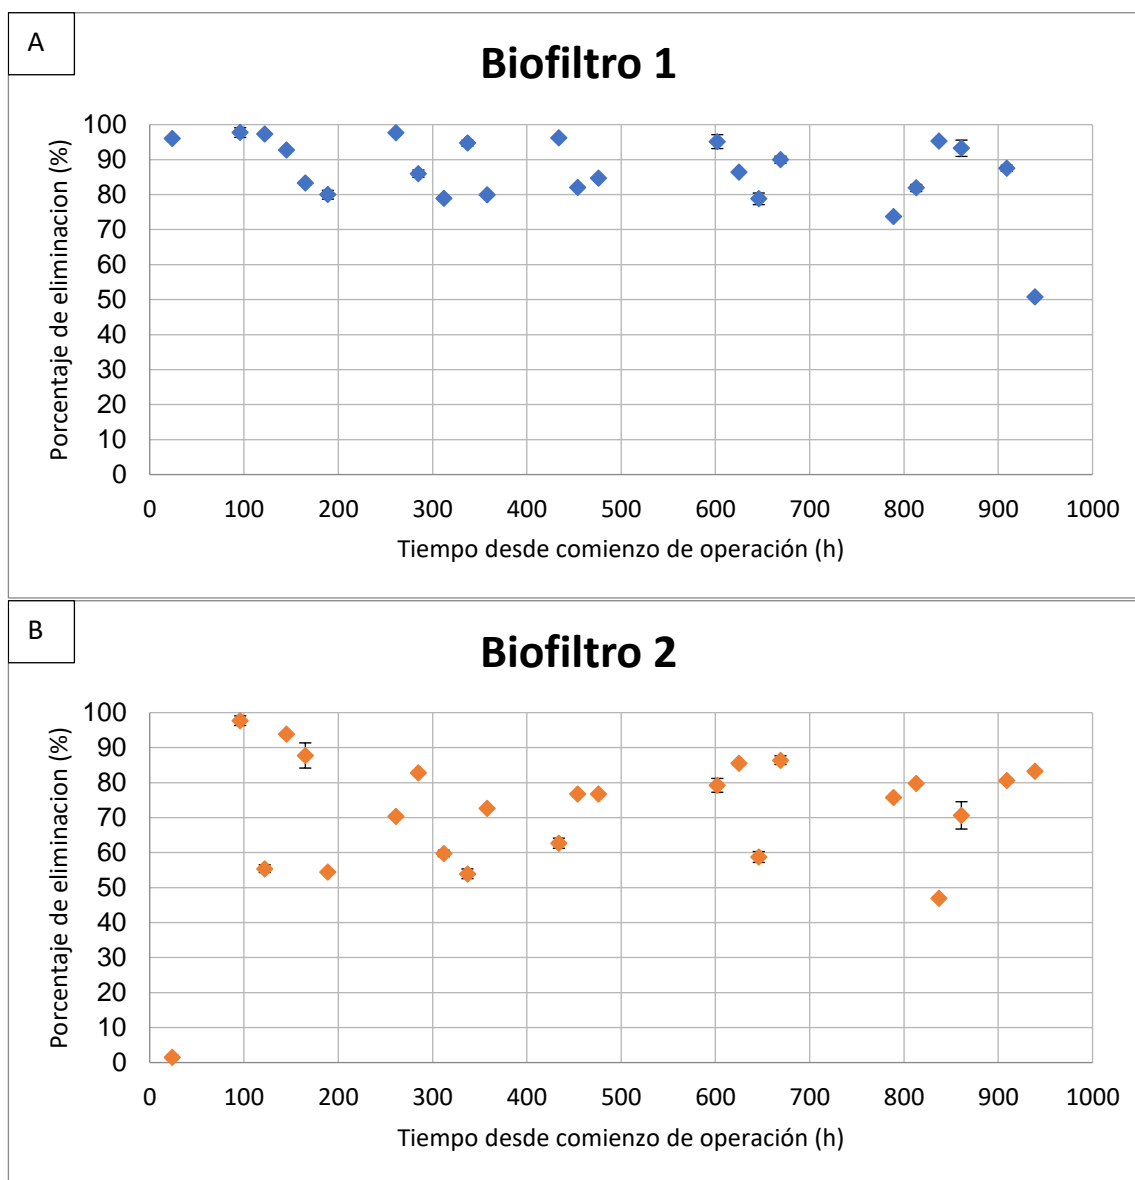 A
Biofiltro 1
Porcentaje de eliminacion (%)
100
90
80
70
60
50
40
30
20
10
0
0 100 200 300 400 500 600 700 800 900 1000
Tiempo desde comienzo de operación (h)
B
Biofiltro 2
Porcentaje de eliminacion (%)
100
90
80
70
60
50
40
30
20
10
0
0 100 200 300 400 500 600 700 800 900 1000
Tiempo desde comienzo de operación (h)